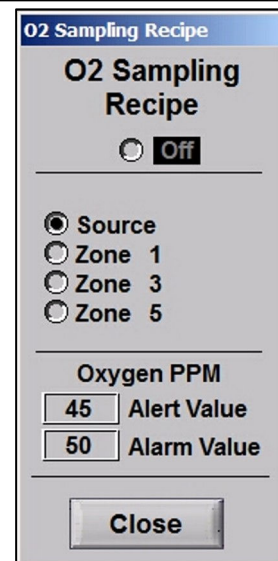 O2 Sampling Recipe
O2 Sampling
Recipe
Off
Source
Zone 1
Zone 3
Zone 5
Oxygen PPM
45 Alert Value
50 Alarm Value
Close